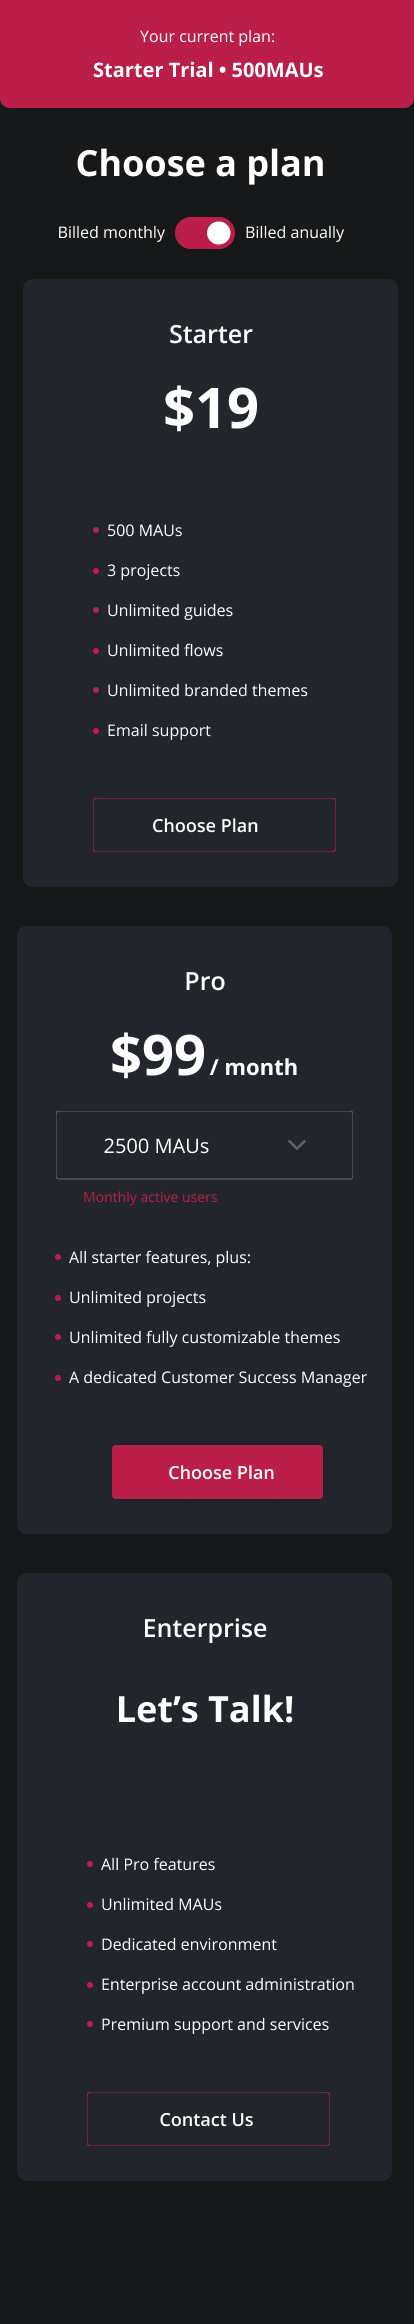 Your current plan:
Starter Trial • 500MAUs
Choose a plan
Billed monthly
Billed anually
Starter
$19
500 MAUs
3 projects
Unlimited guides
Unlimited flows
Unlimited branded themes
Email support
Choose Plan
Pro
$99 / month
2500 MAUs
Monthly active users
All starter features, plus:
Unlimited projects
Unlimited fully customizable themes
A dedicated Customer Success Manager
Choose Plan
Enterprise
Let’s Talk!
All Pro features
Unlimited MAUs
Dedicated environment
Enterprise account administration
Premium support and services
Contact Us